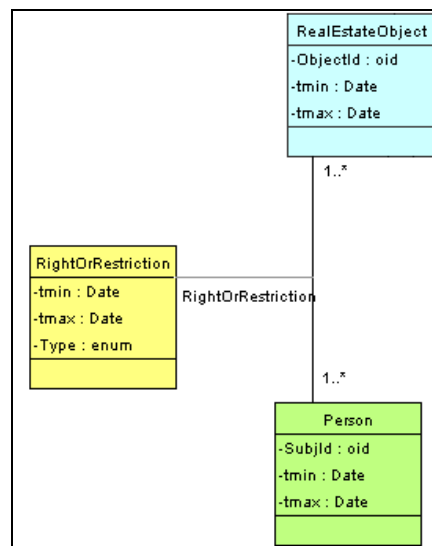 RealEstateObject
-ObjectId : oid
-tmin : Date
-tmax : Date
1..*
RightOrRestriction
-tmin : Date
-tmax : Date
-Type : enum
RightOrRestriction
1..*
Person
-SubjId : oid
-tmin : Date
-tmax : Date